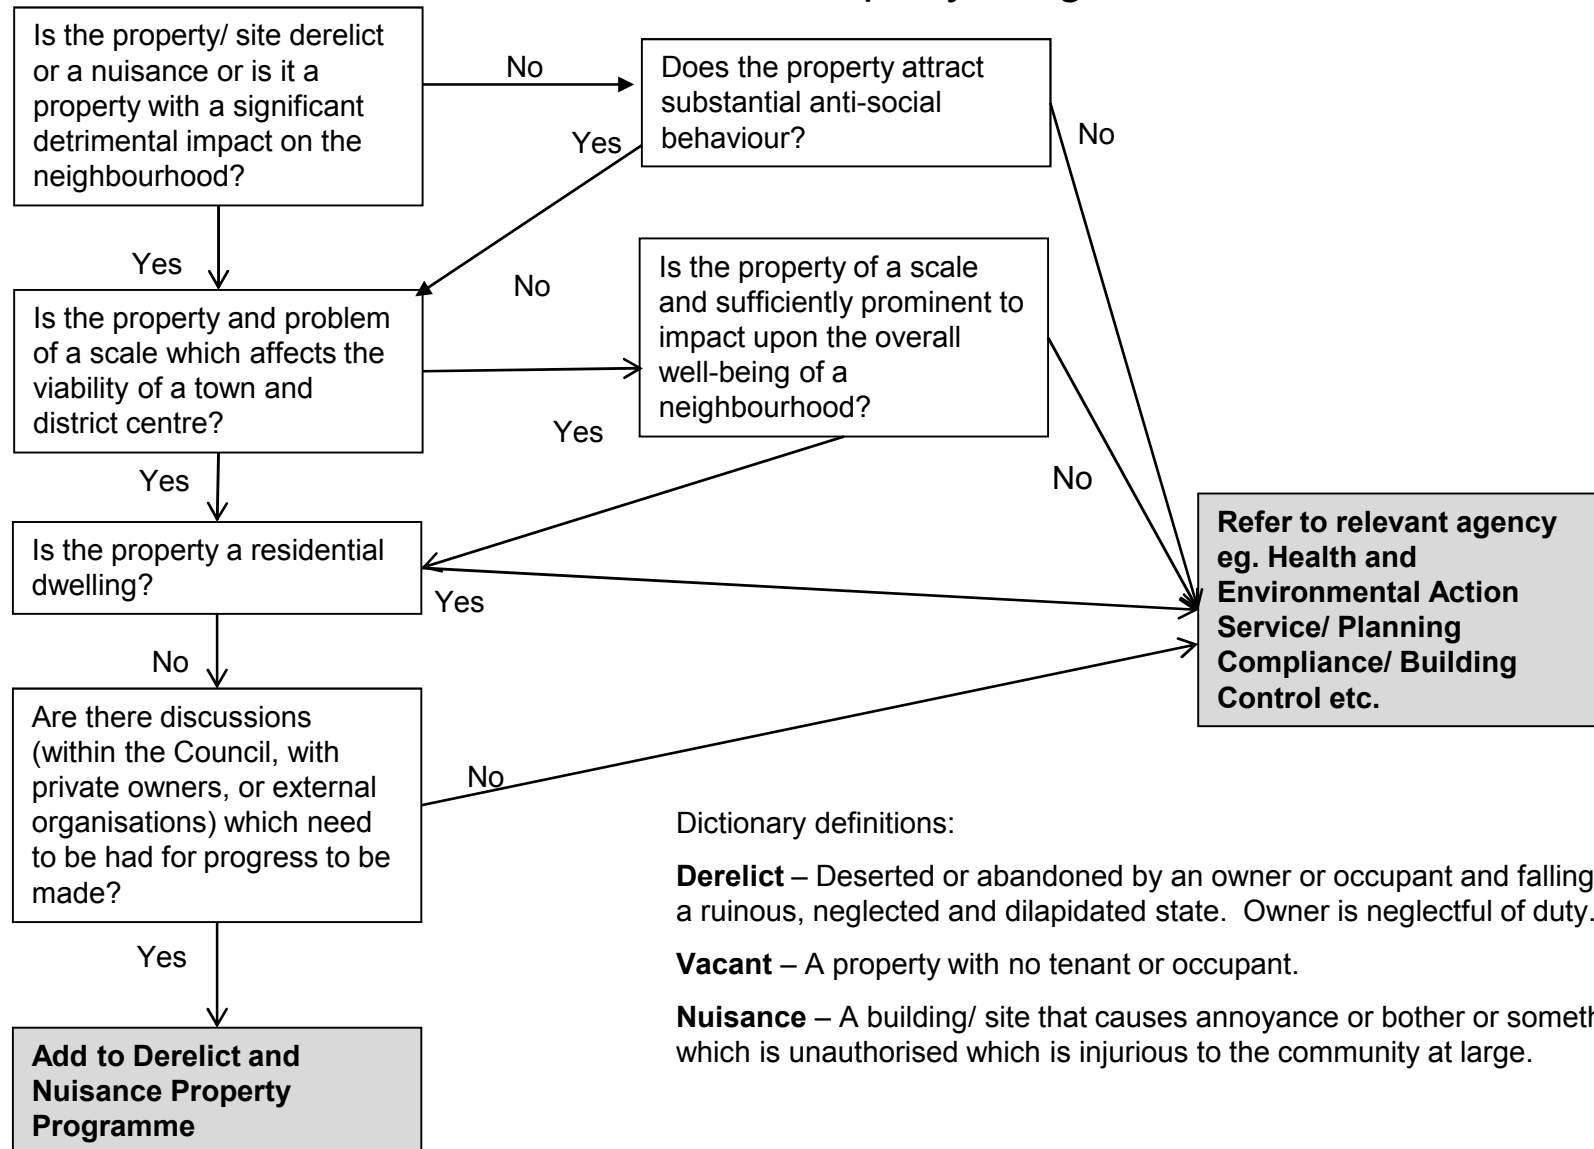 Is the property/ site derelict
or a nuisance or is it a
property with a significant
detrimental impact on the
neighbourhood?
No
Does the property attract
substantial anti-social
behaviour?
Yes
No
Yes
Is the property and problem
of a scale which affects the
viability of a town and
district centre?
No
Is the property of a scale
and sufficiently prominent to
impact upon the overall
well-being of a
neighbourhood?
Yes
No
Yes
Is the property a residential
dwelling?
Yes
Refer to relevant agency
eg. Health and
Environmental Action
Service/ Planning
Compliance/ Building
Control etc.
No
Are there discussions
(within the Council, with
private owners, or external
organisations) which need
to be had for progress to be
made?
No
Yes
Add to Derelict and
Nuisance Property
Programme
Dictionary definitions:
Derelict – Deserted or abandoned by an owner or occupant and falling
a ruinous, neglected and dilapidated state. Owner is neglectful of duty.
Vacant – A property with no tenant or occupant.
Nuisance – A building/ site that causes annoyance or bother or someth
which is unauthorised which is injurious to the community at large.